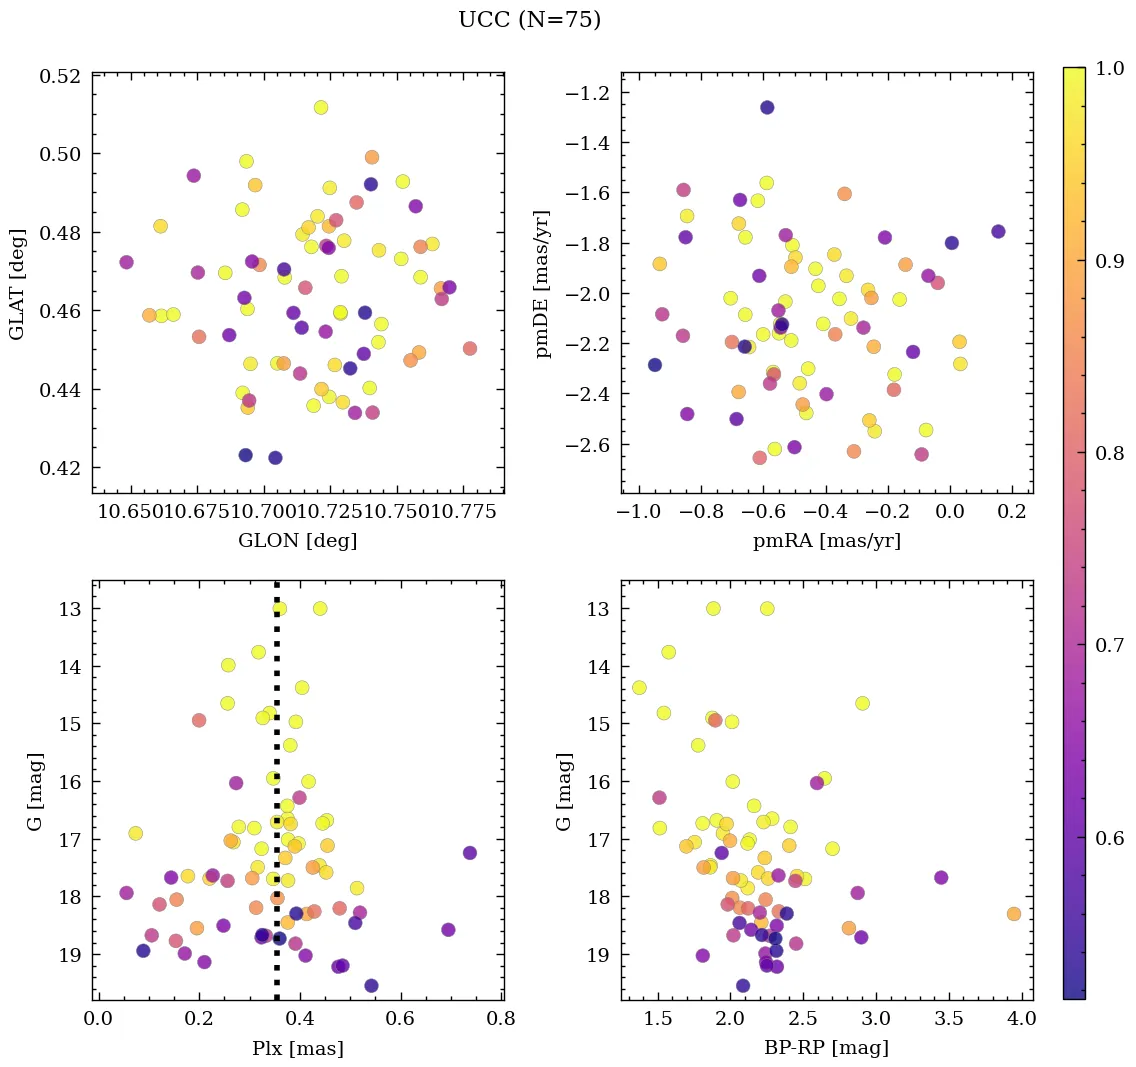 UCC (N=75)
0.52
0.50
0.48
0.46
0.44
0.42
GLAT [deg]
10.650 10.675 10.700 10.725 10.750 10.775
GLON [deg]
−1.2
−1.4
−1.6
−1.8
−2.0
−2.2
−2.4
−2.6
pmDE [mas/yr]
−1.0 −0.8 −0.6 −0.4 −0.2 0.0 0.2
pmRA [mas/yr]
13
14
15
16
17
18
19
G [mag]
0.0 0.2 0.4 0.6 0.8
Plx [mas]
13
14
15
16
17
18
19
G [mag]
1.5 2.0 2.5 3.0 3.5 4.0
BP-RP [mag]
1.0
0.9
0.8
0.7
0.6